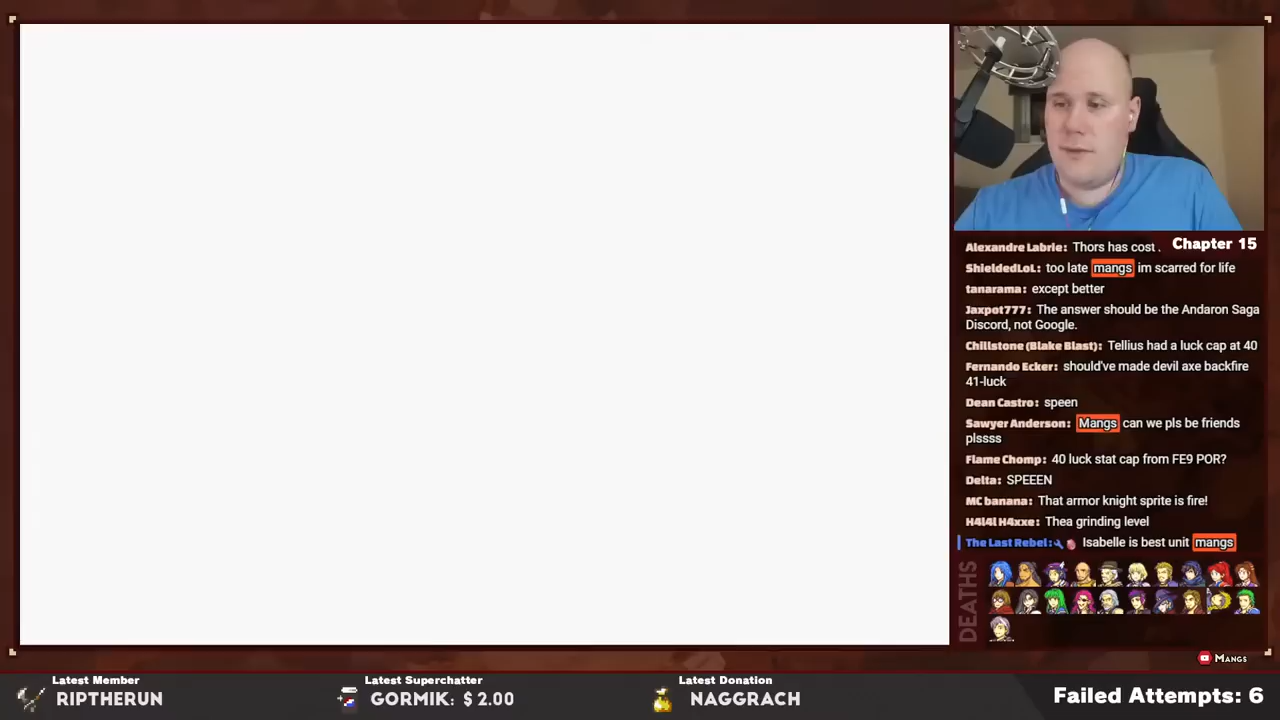 Alexandre Labrie: Thors has cost . Chapter 15
ShieldedLoL: too late mangs im scarred for life
tanarama: except better
Jaxpot777: The answer should be the Andaron Saga
Discord, not Google.
Chillstone (Blake Blast): Tellius had a luck cap at 40
Fernando Ecker: should've made devil axe backfire
41-luck
Dean Castro: speen
Sawyer Anderson: Mangs can we pls be friends
plssss
Flame Chomp: 40 luck stat cap from FE9 POR?
Delta: SPEEEN
MC banana: That armor knight sprite is fire!
H4l4l H4xxe: Thea grinding level
The Last Rebel: Isabelle is best unit mangs
DEATHS
MANGS
Latest Member
RIPTHERUN
Latest Superchatter
GORMIK: $ 2.00
Latest Donation
NAGGRACH
Failed Attempts: 6